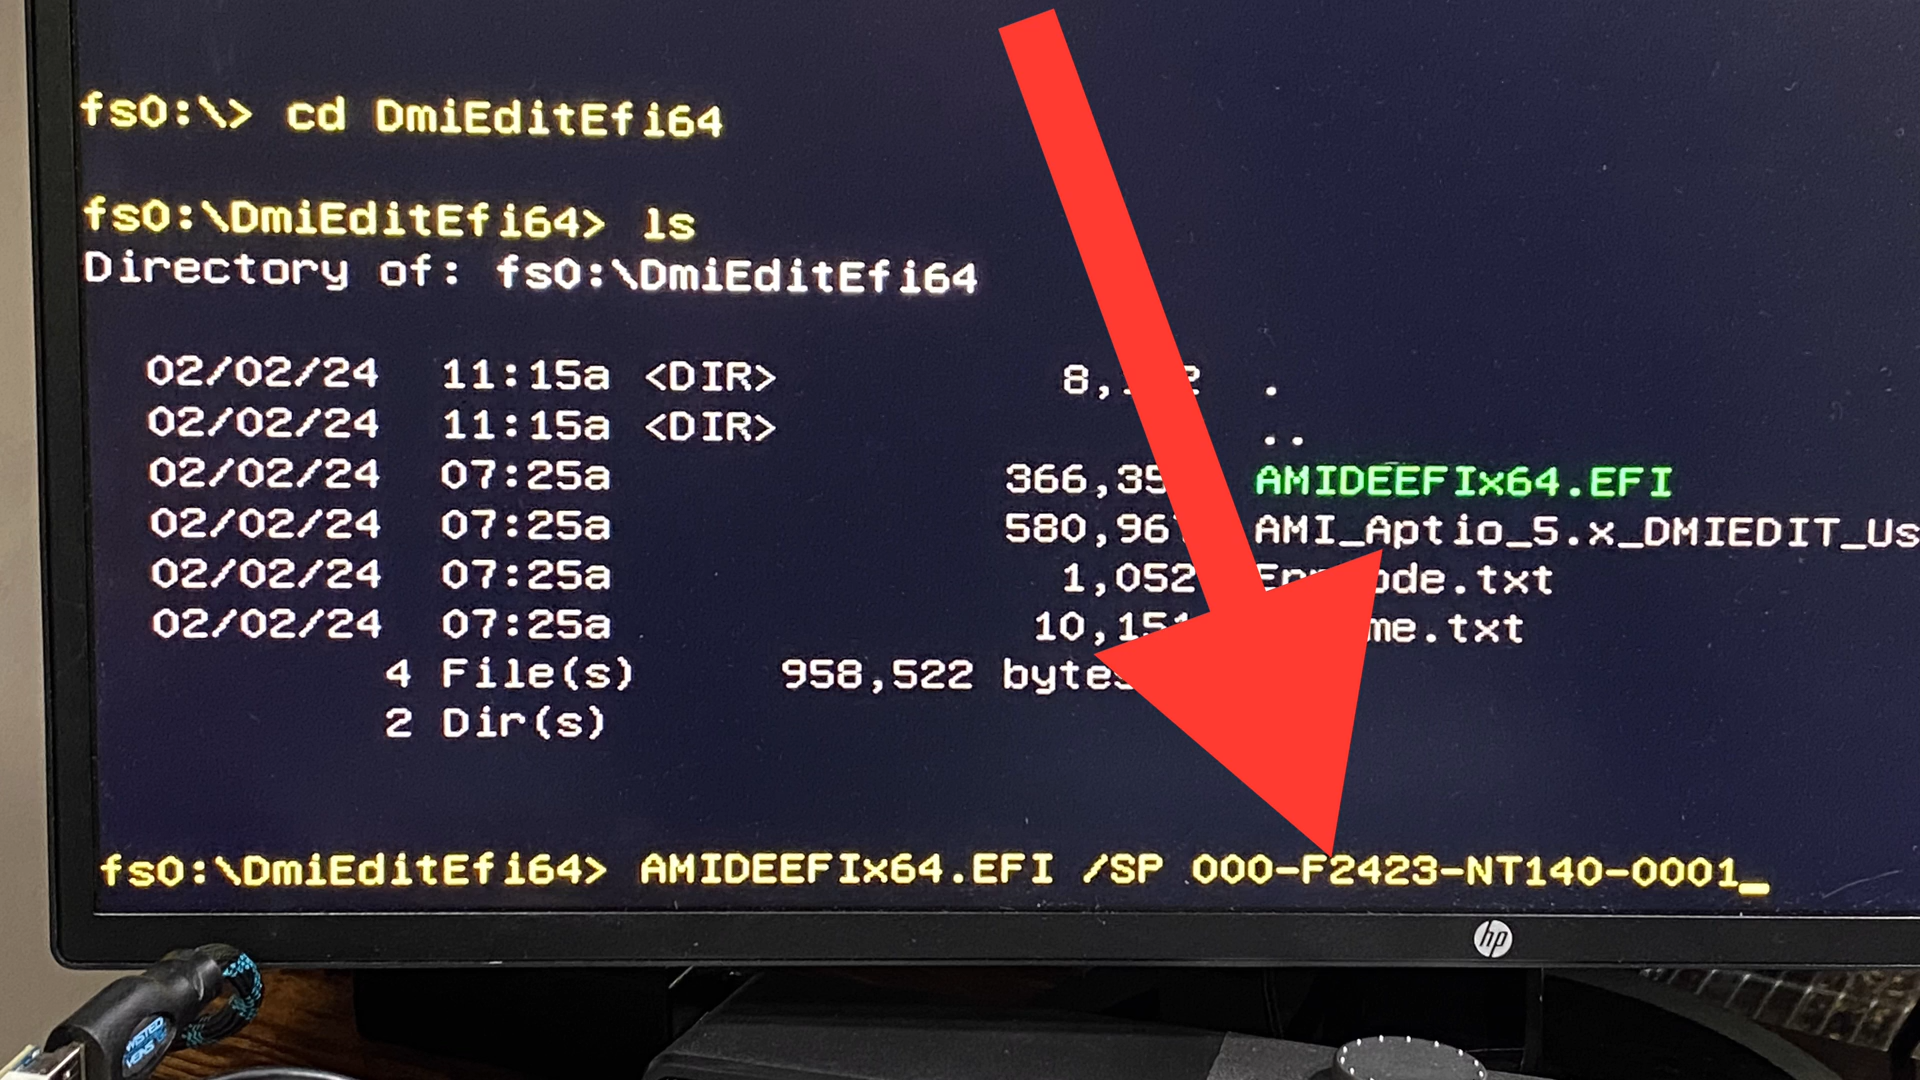 fs0:\> cd DmiEditEfi64
fs0:\DmiEditEfi64> ls
Directory of: fs0:\DmiEditEfi64
02/02/24 11:15a <DIR> .
02/02/24 11:15a <DIR> ..
02/02/24 07:25a AMIDEEFIx64.EFI
02/02/24 07:25a AMI_Aptio_5.x_DMIEDIT_Us
02/02/24 07:25a 1,052
02/02/24 07:25a
4 File(s) 958,522 bytes
2 Dir(s)
fs0:\DmiEditEfi64> AMIDEEFIx64.EFI /SP 000-F2423-NT140-0001_
hp